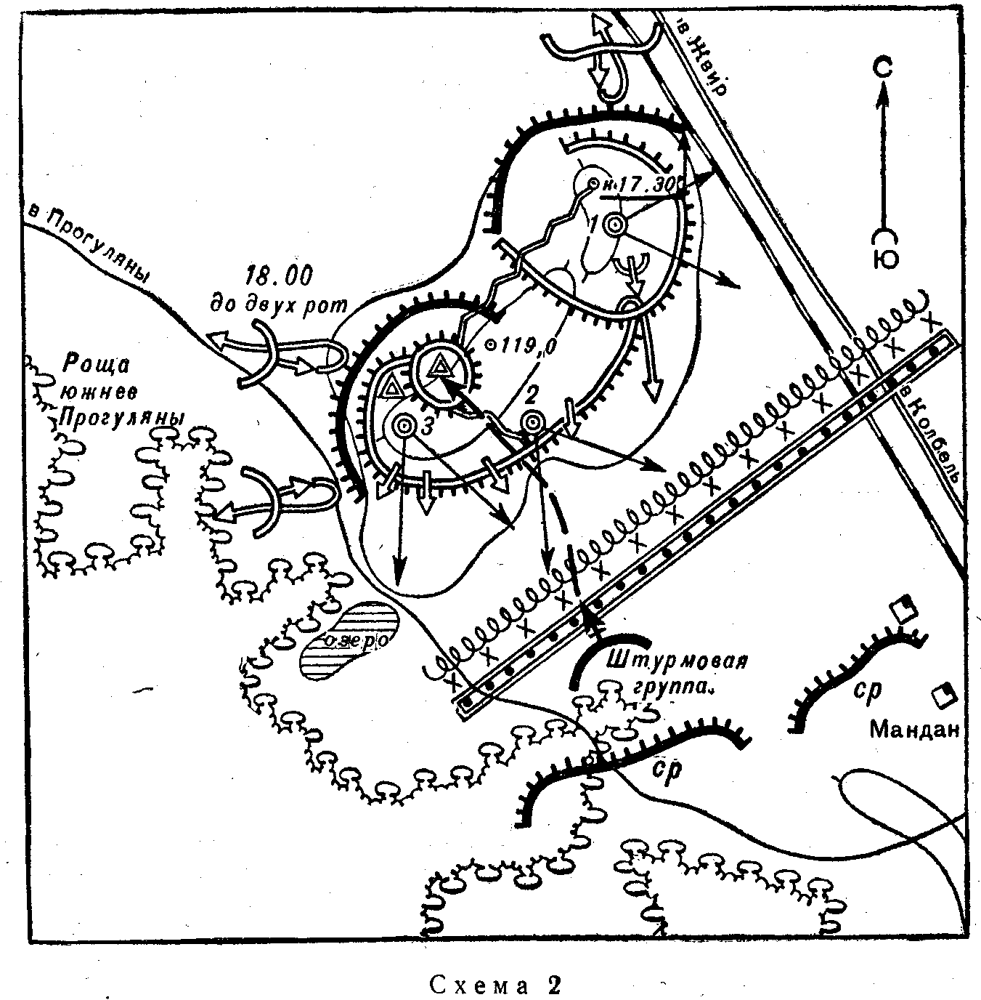 в Жвир
С
Ю
к 17.30
1
в Прогуляны
18.00
до двух рот
119,0
Роща
южнее
Прогуляны
2
3
в Колбель
озеро
Штурмовая
группа.
ср
Мандан
ср
Схема 2